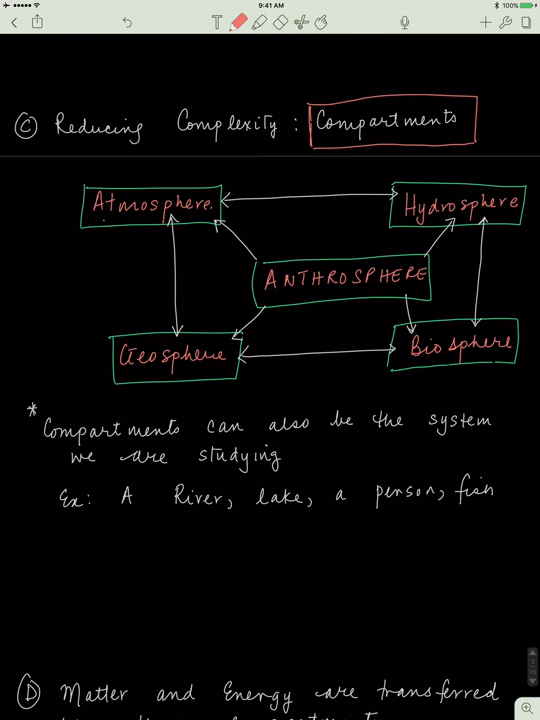 9:41 AM
100%
T
Ⓒ Reducing Complexity : Compartments
Atmosphere
Hydrosphere
ANTHROSPHERE
Geosphere
Biosphere
* Compartments can also be the system
we are studying
Ex: A River, lake, a person, fish
Ⓓ Matter and Energy are transferred